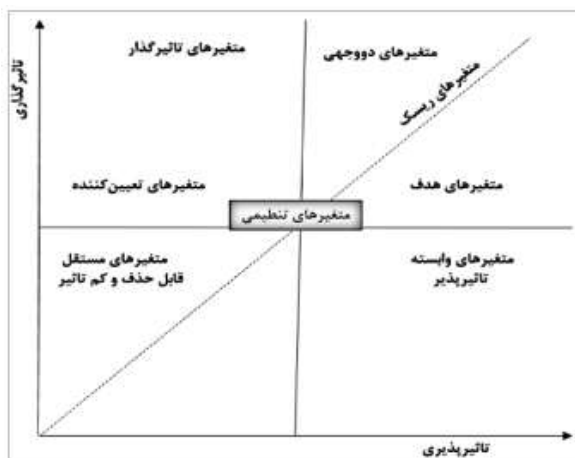 متغیرهای تاثیرگذار
متغیرهای دووجهی
متغیرهای ریسک
تاثیرگذاری
متغیرهای تعیین‌کننده
متغیرهای هدف
متغیرهای تنظیمی
متغیرهای مستقل
قابل حذف و کم تاثیر
متغیرهای وابسته
تاثیرپذیر
تاثیرپذیری